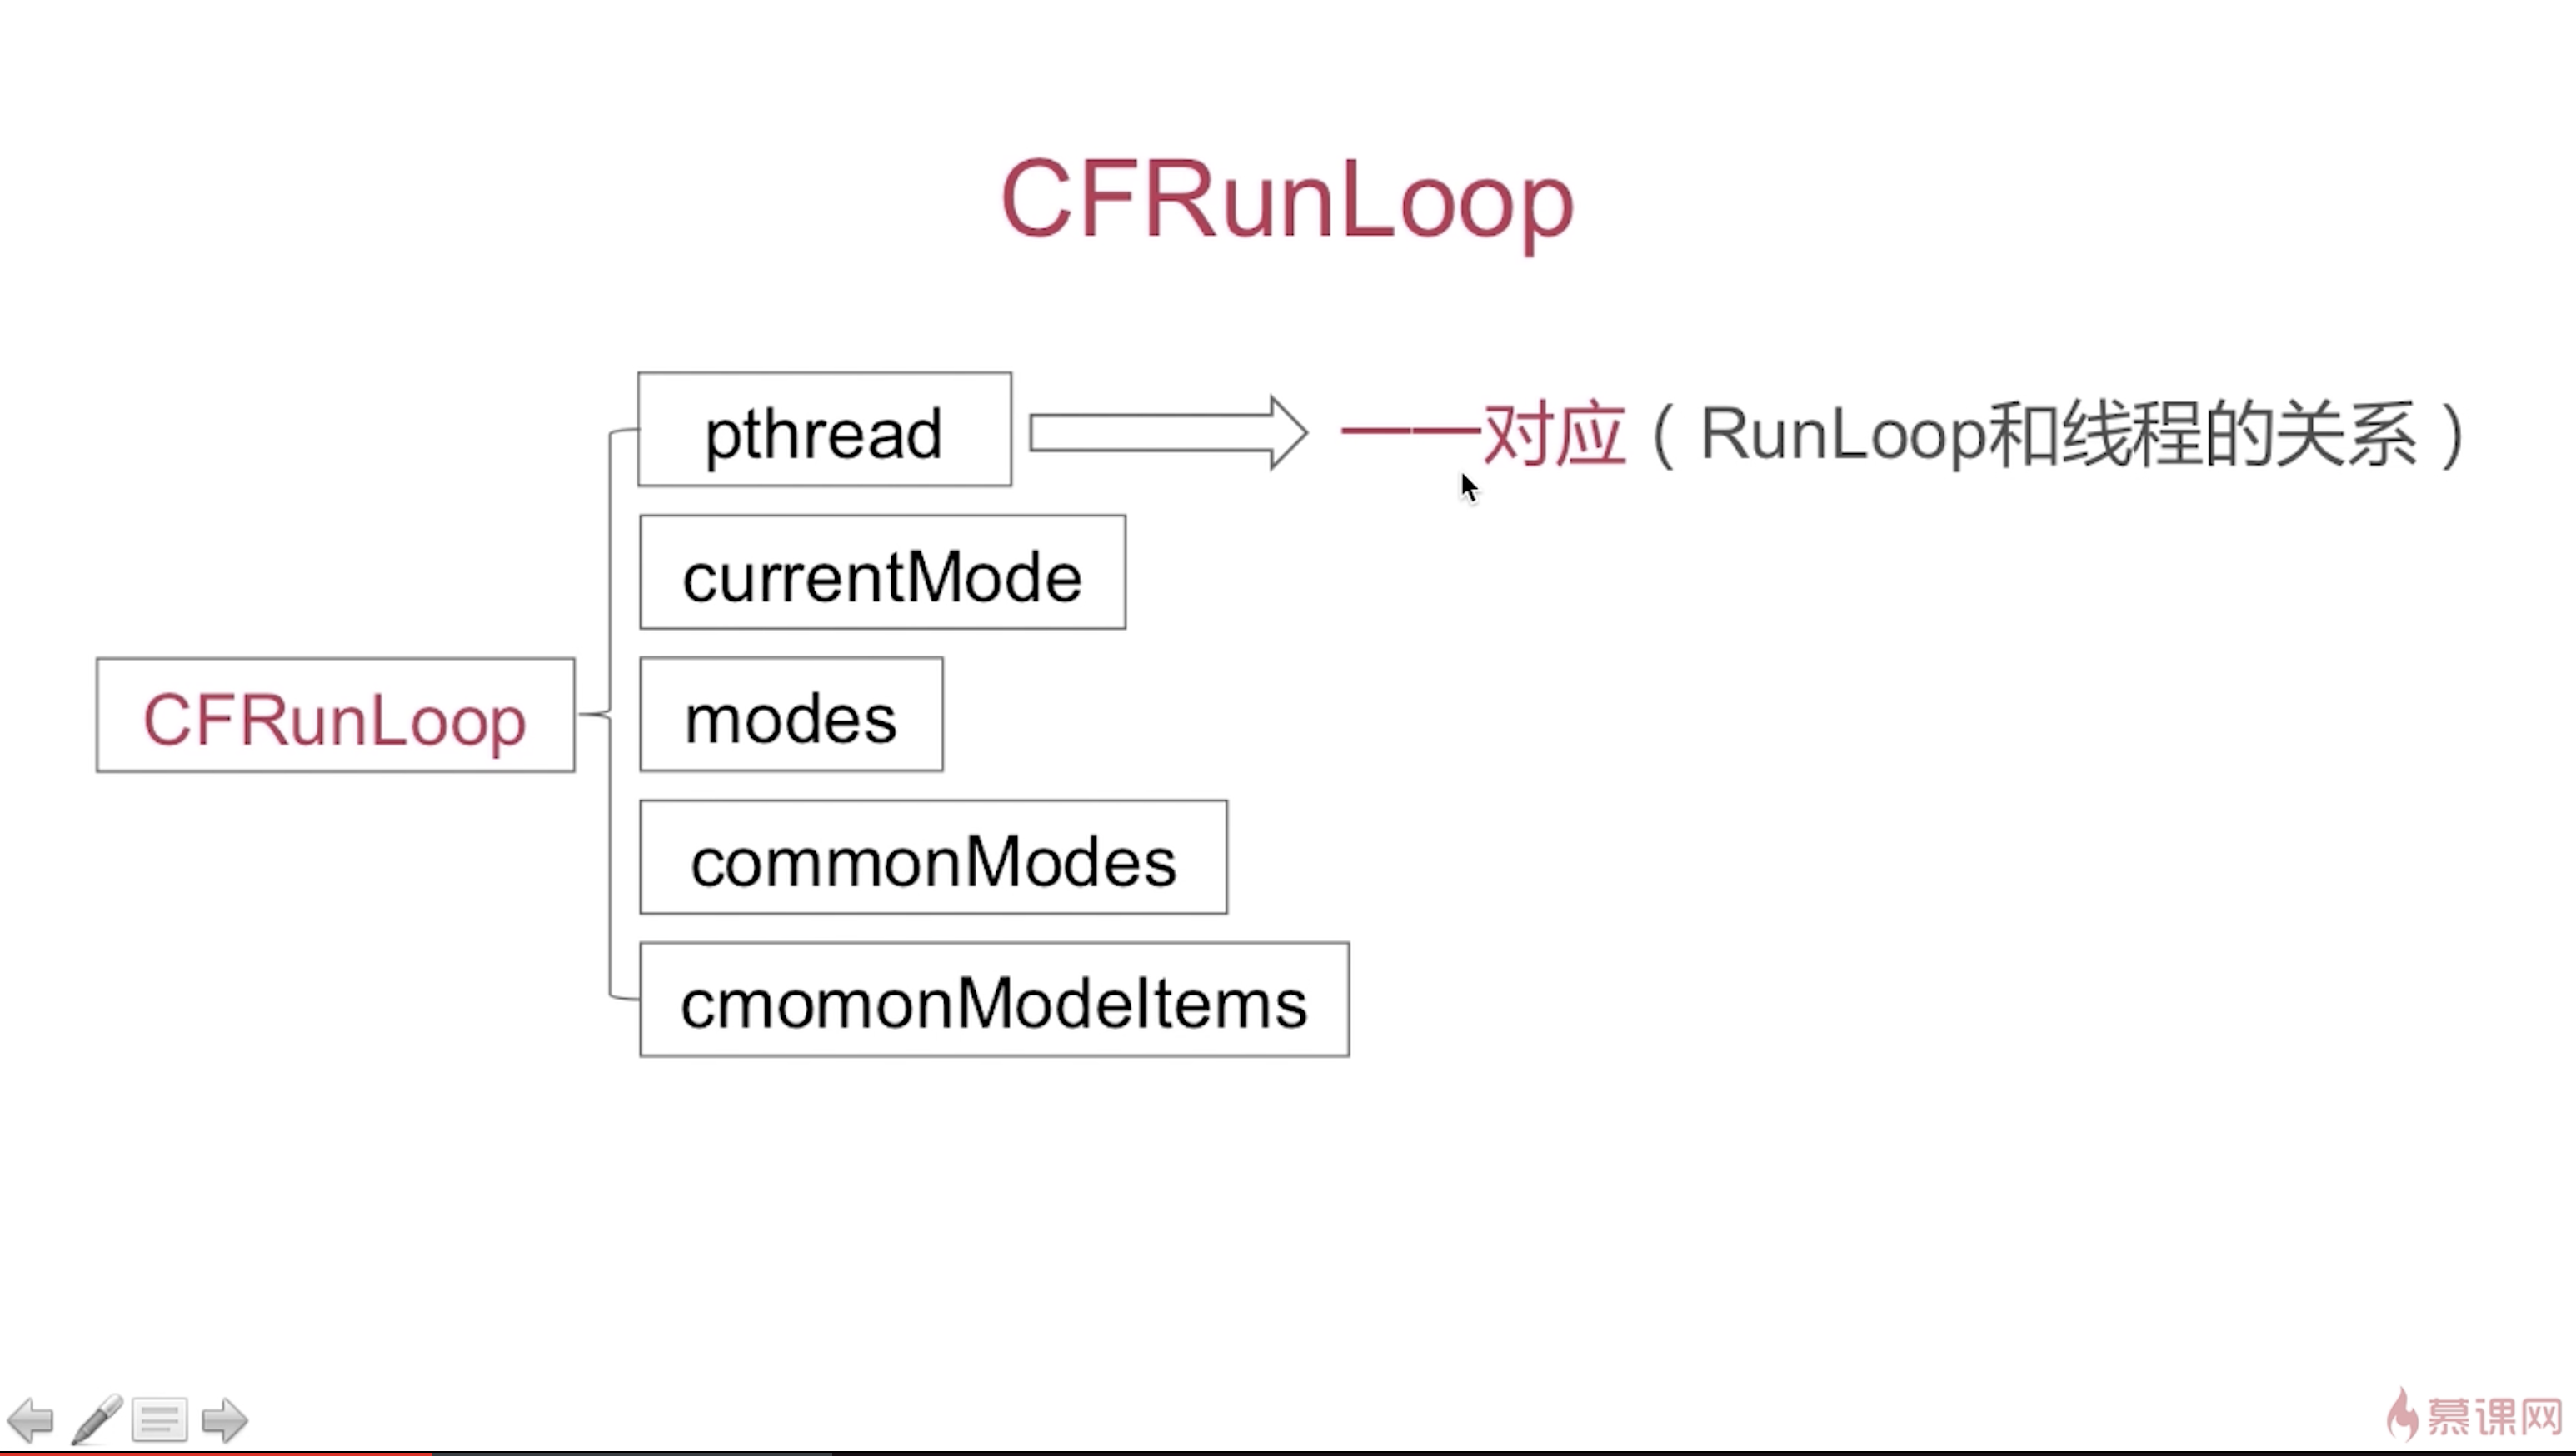 CFRunLoop
pthread
一一对应（RunLoop和线程的关系）
currentMode
modes
CFRunLoop
commonModes
cmomonModeItems
慕课网